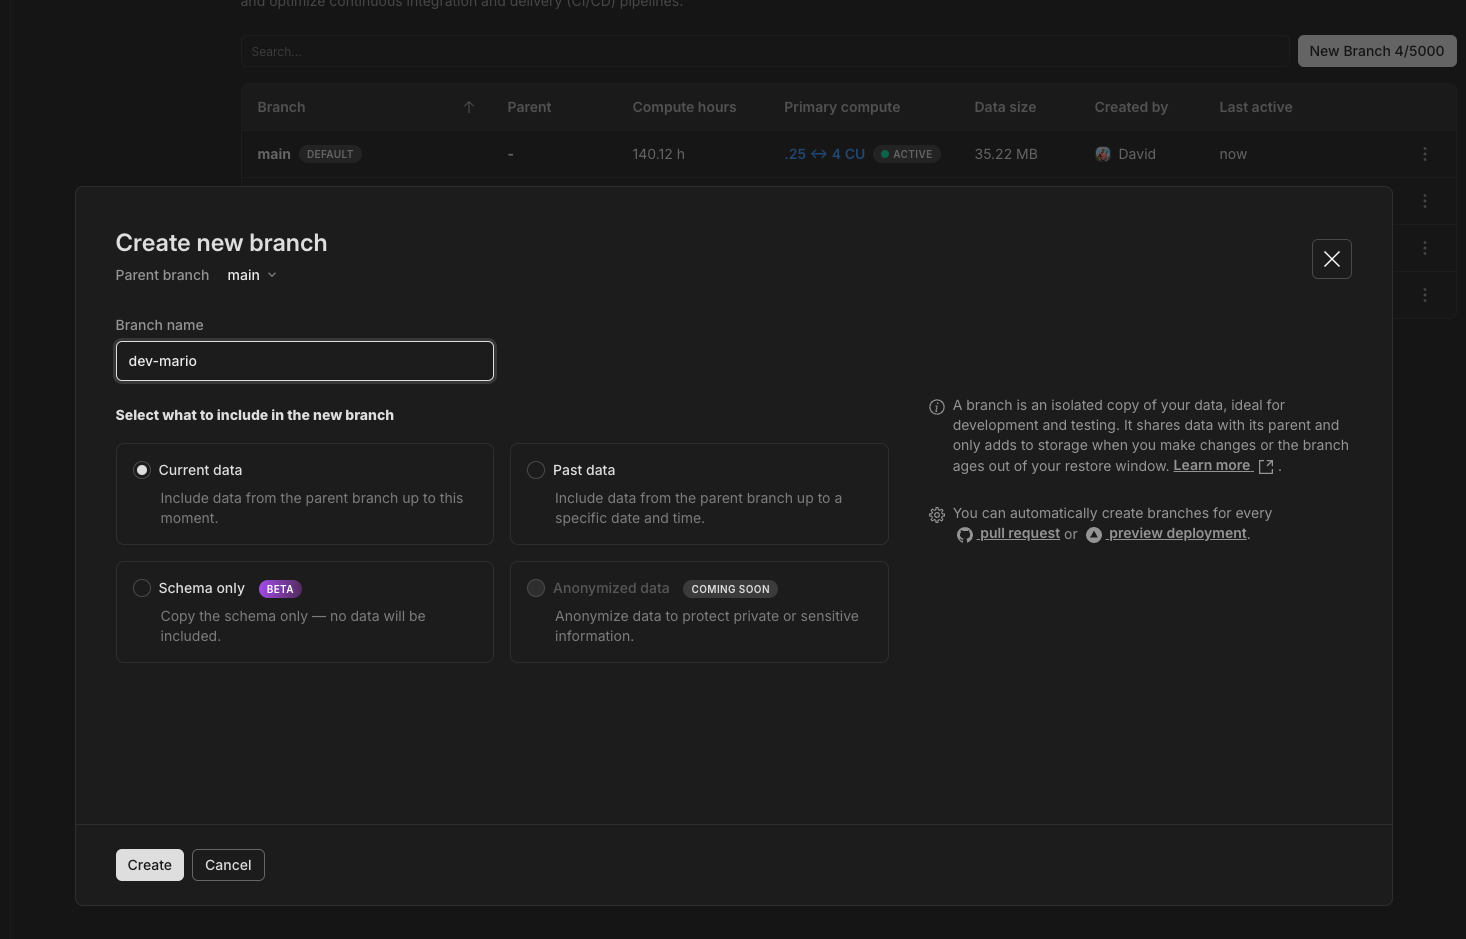 and optimize continuous integration and delivery (CI/CD) pipelines.
Search...
New Branch 4/5000
Branch Parent Compute hours Primary compute Data size Created by Last active
main DEFAULT - 140.12 h .25 ↔ 4 CU ACTIVE 35.22 MB David now
Create new branch
Parent branch main
Branch name
dev-mario
Select what to include in the new branch
Current data
Include data from the parent branch up to this
moment.
Past data
Include data from the parent branch up to a
specific date and time.
Schema only BETA
Copy the schema only — no data will be
included.
Anonymized data COMING SOON
Anonymize data to protect private or sensitive
information.
A branch is an isolated copy of your data, ideal for
development and testing. It shares data with its parent and
only adds to storage when you make changes or the branch
ages out of your restore window. Learn more .
You can automatically create branches for every
pull request or preview deployment.
Create Cancel